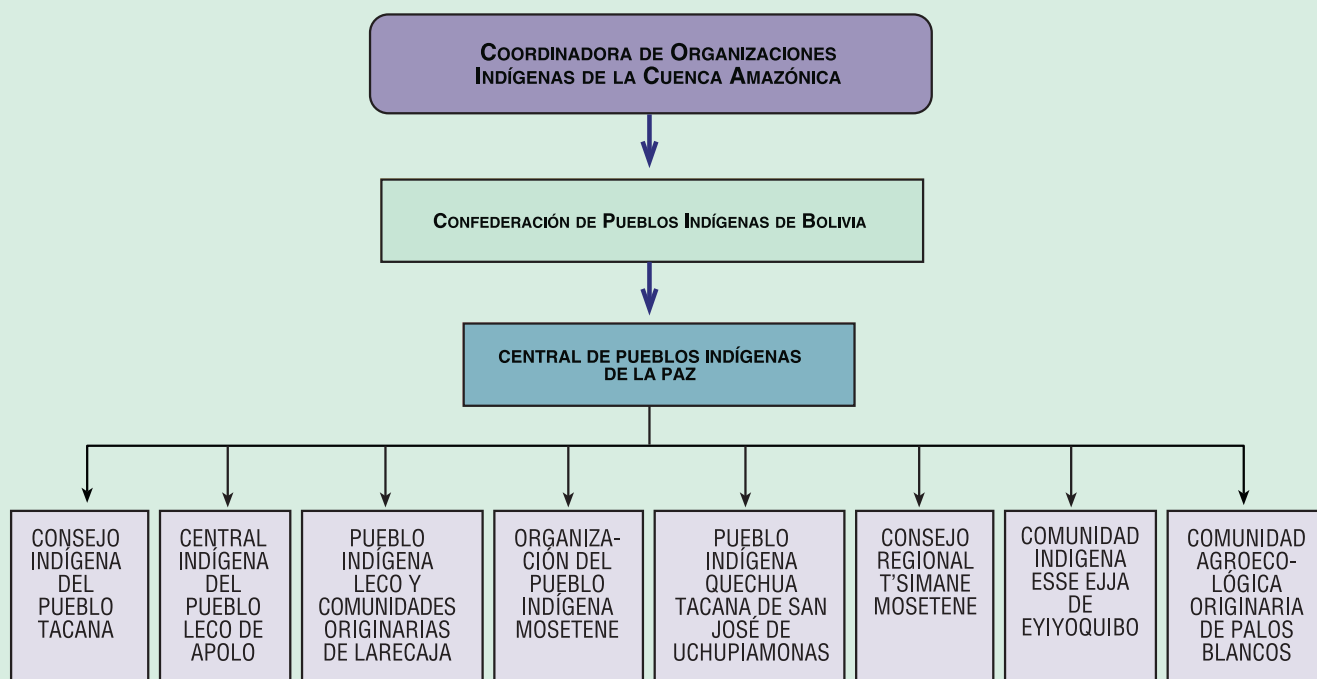 COORDINADORA DE ORGANIZACIONES
INDÍGENAS DE LA CUENCA AMAZÓNICA
CONFEDERACIÓN DE PUEBLOS INDÍGENAS DE BOLIVIA
CENTRAL DE PUEBLOS INDÍGENAS
DE LA PAZ
CONSEJO
INDÍGENA
DEL
PUEBLO
TACANA
CENTRAL
INDÍGENA
DEL
PUEBLO
LECO DE
APOLO
PUEBLO
INDÍGENA
LECO Y
COMUNIDADES
ORIGINARIAS
DE LARECAJA
ORGANIZA-
CIÓN DEL
PUEBLO
INDÍGENA
MOSETENE
PUEBLO
INDÍGENA
QUECHUA
TACANA DE SAN
JOSÉ DE
UCHUPIAMONAS
CONSEJO
REGIONAL
T'SIMANE
MOSETENE
COMUNIDAD
INDIGENA
ESSE EJJA
DE
EYIYOQUIBO
COMUNIDAD
AGROECO-
LÓGICA
ORIGINARIA
DE PALOS
BLANCOS